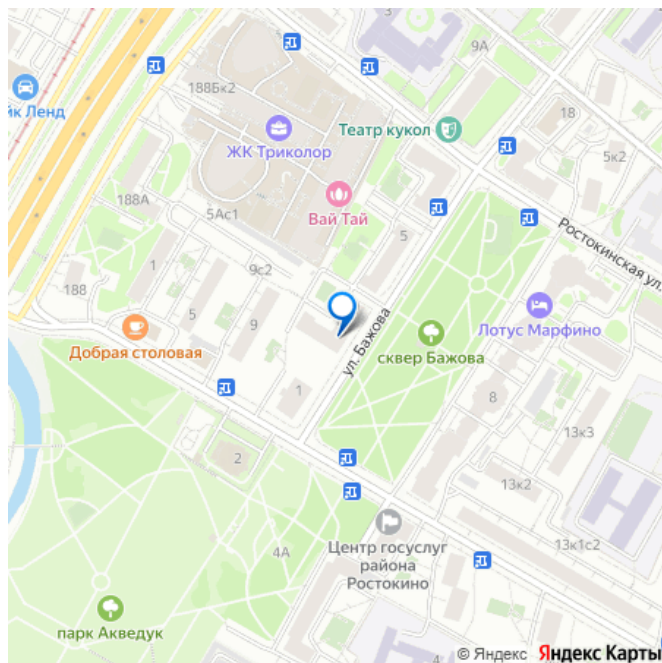 9А
188Бк2
йк Ленд
ЖК Триколор
Театр кукол
18
5к2
188А
5Ас1
Вай Тай
5
Ростокинская ул.
1
9с2
188
5
9
ул. Бажова
Лотус Марфино
Добрая столовая
сквер Бажова
1
8
13к3
2
13к2
4А
Центр госуслуг
района
Ростокино
13к1с2
парк Акведук
© Яндекс Яндекс Карты